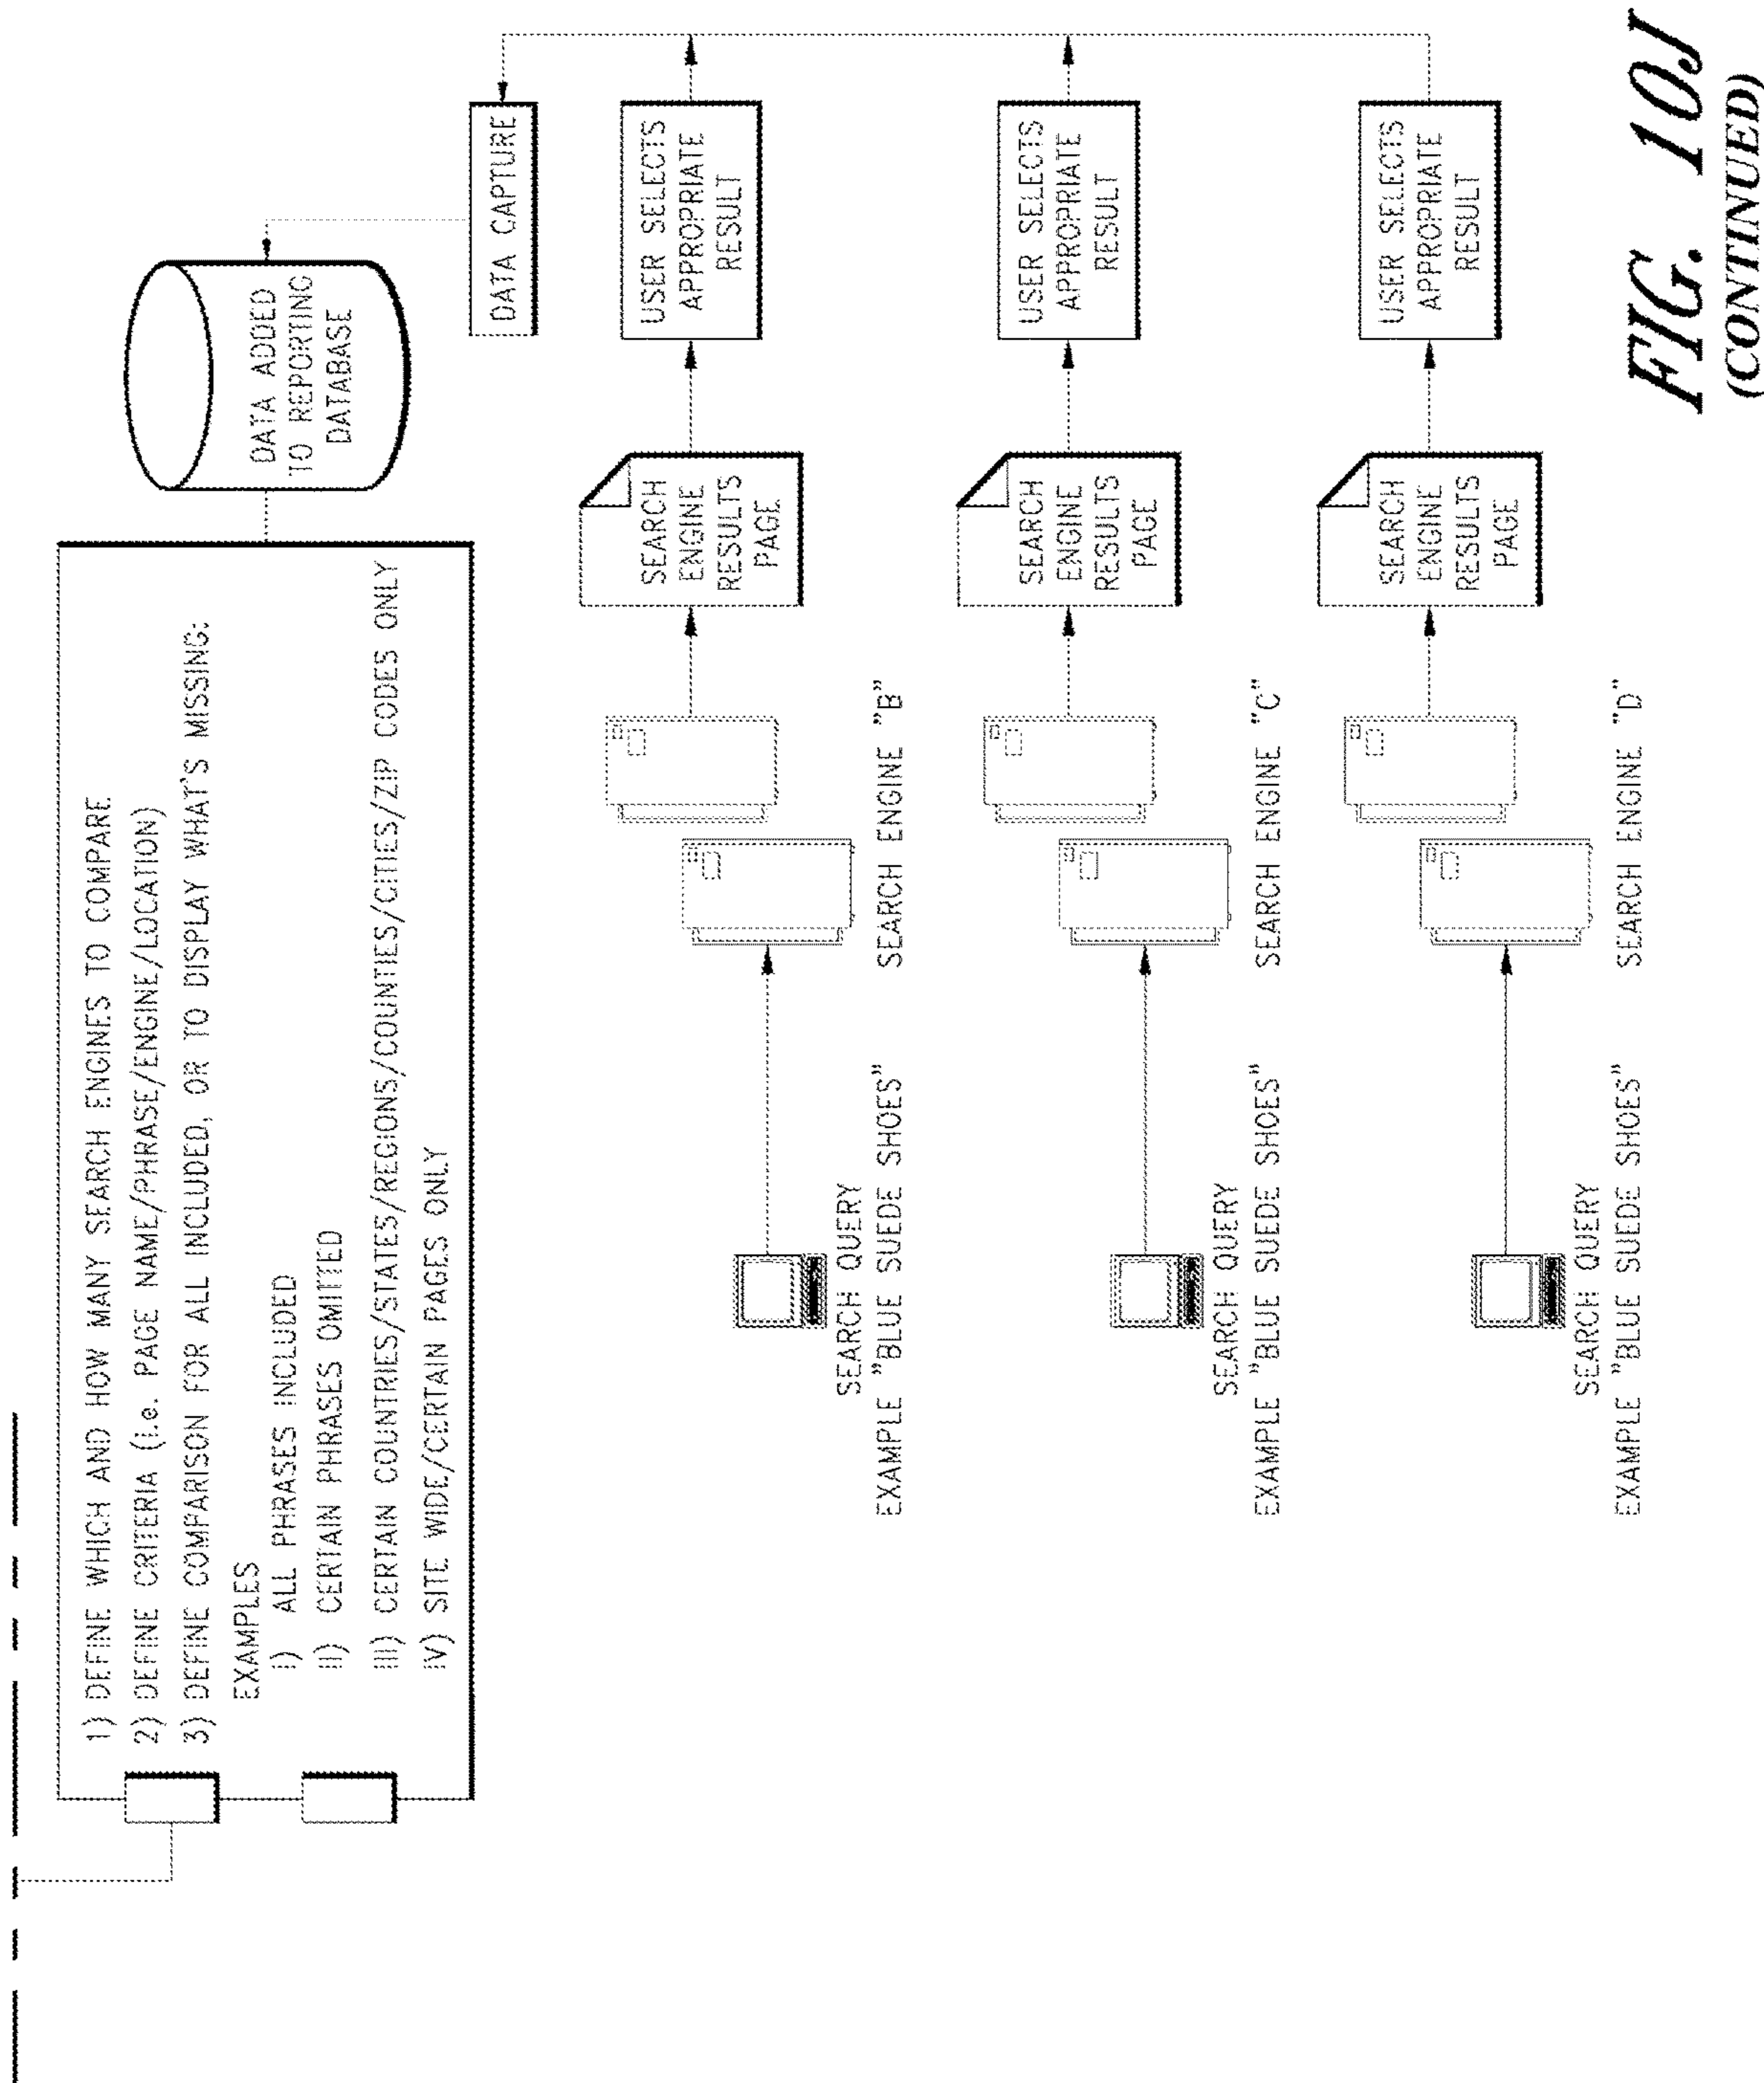 1) DEFINE WHICH AND HOW MANY SEARCH ENGINES TO COMPARE
2) DEFINE CRITERIA (i.e. PAGE NAME/PHRASE/ENGINE/LOCATION)
3) DEFINE COMPARISON FOR ALL INCLUDED, OR TO DISPLAY WHAT'S MISSING:
EXAMPLES
i) ALL PHRASES INCLUDED
ii) CERTAIN PHRASES OMITTED
iii) CERTAIN COUNTRIES/STATES/REGIONS/COUNTIES/CITIES/ZIP CODES ONLY
iv) SITE WIDE/CERTAIN PAGES ONLY
DATA ADDED
TO REPORTING
DATABASE
DATA CAPTURE
SEARCH QUERY
EXAMPLE "BLUE SUEDE SHOES"
SEARCH ENGINE "B"
SEARCH
ENGINE
RESULTS
PAGE
USER SELECTS
APPROPRIATE
RESULT
SEARCH QUERY
EXAMPLE "BLUE SUEDE SHOES"
SEARCH ENGINE "C"
SEARCH
ENGINE
RESULTS
PAGE
USER SELECTS
APPROPRIATE
RESULT
SEARCH QUERY
EXAMPLE "BLUE SUEDE SHOES"
SEARCH ENGINE "D"
SEARCH
ENGINE
RESULTS
PAGE
USER SELECTS
APPROPRIATE
RESULT
FIG. 10J
(CONTINUED)